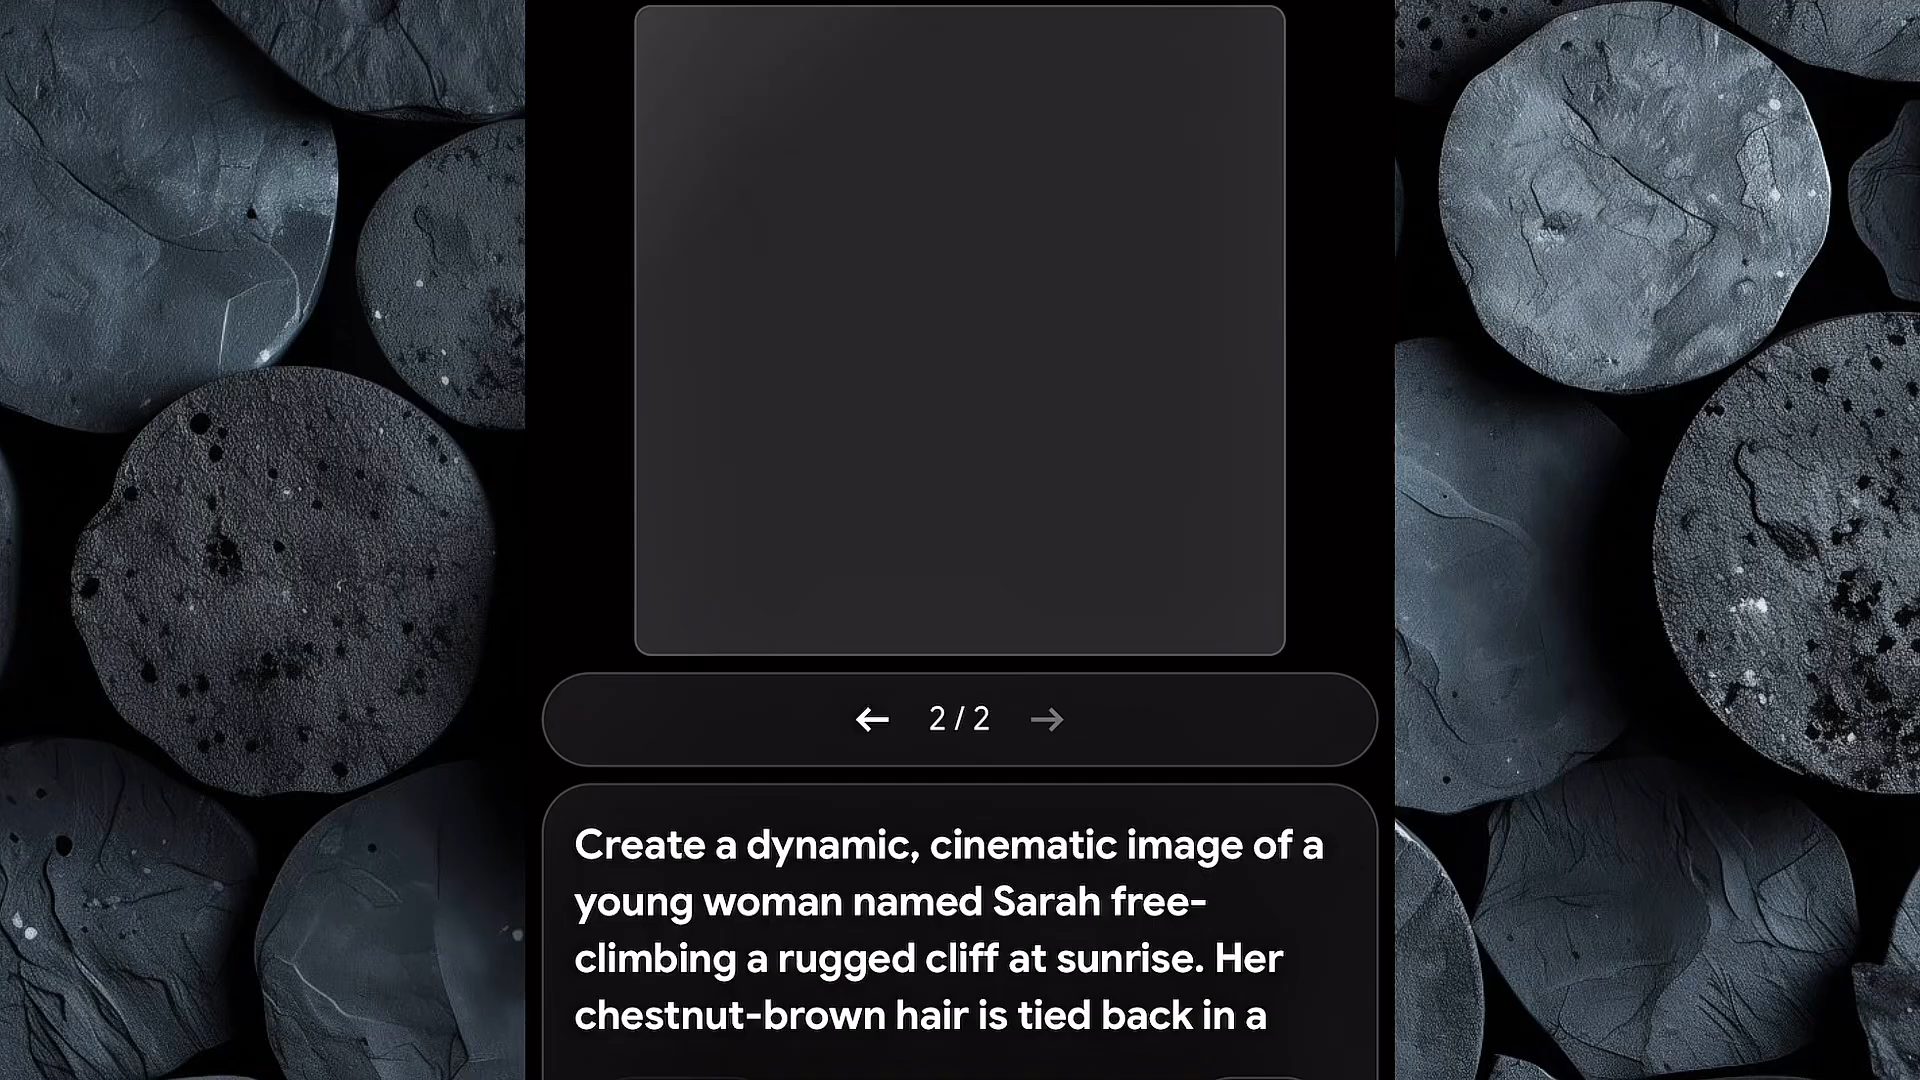 2 / 2
Create a dynamic, cinematic image of a
young woman named Sarah free-
climbing a rugged cliff at sunrise. Her
chestnut-brown hair is tied back in a